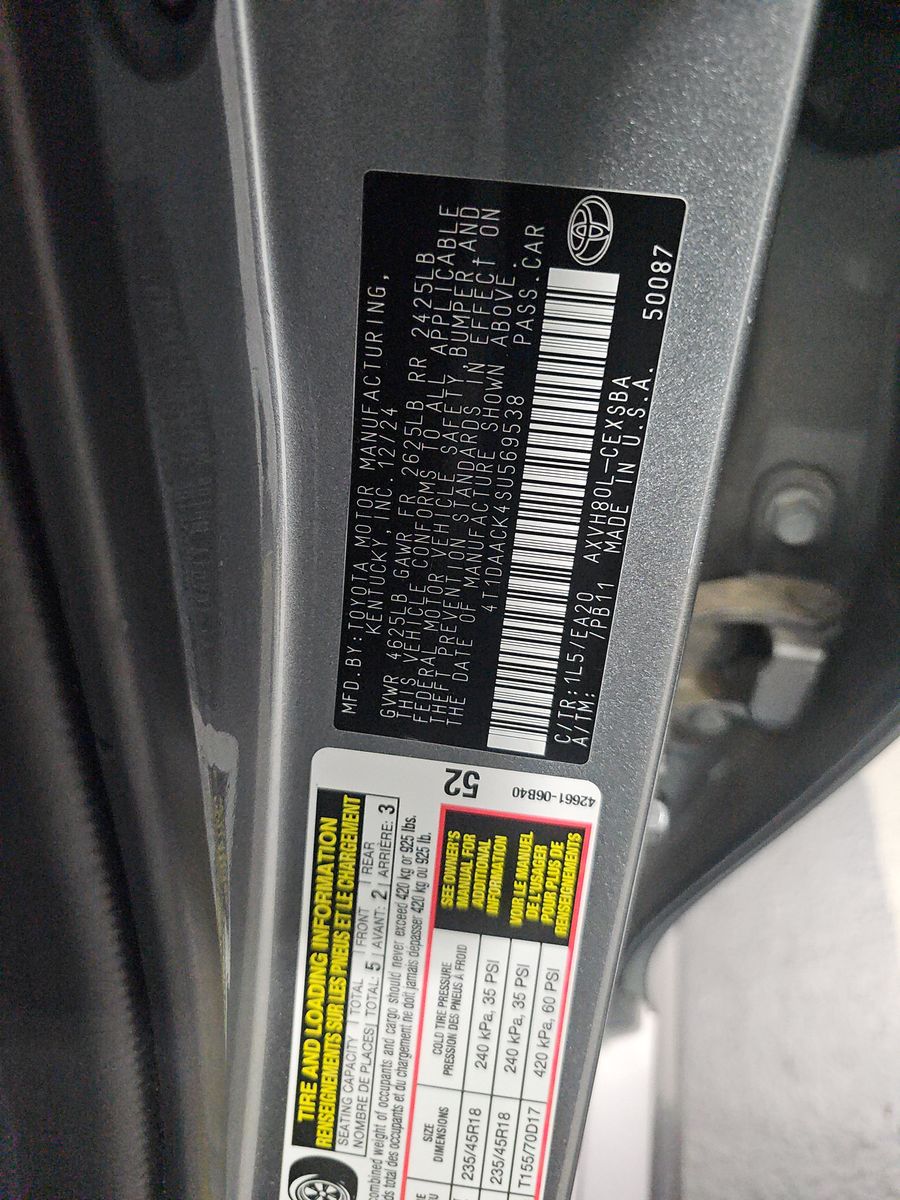 MFD.BY:TOYOTA MOTOR MANUFACTURING,
KENTUCKY, INC. 12/24
GVWR 4625LB GAWR FR 2625LB RR 2425LB
THIS VEHICLE CONFORMS TO ALL APPLICABLE
FEDERAL MOTOR VEHICLE SAFETY, BUMPER,AND
THEFT PREVENTION STANDARDS IN EFFECT ON
THE DATE OF MANUFACTURE SHOWN ABOVE.
4T1DAACK4SU569538 PASS.CAR
C/TR:1L5/EA20 AXVH80L-CEXSBA
A/TM: 7PB11 MADE IN U.S.A. 50087
TIRE AND LOADING INFORMATION
RENSEIGNEMENTS SUR LES PNEUS ET LE CHARGEMENT
52
42661-06B40
SEATING CAPACITY | TOTAL | FRONT | REAR
NOMBRE DE PLACES| TOTAL: 5 | AVANT: 2 | ARRIÈRE: 3
combined weight of occupants and cargo should never exceed 420 kg or 925 lbs.
ds total des occupants et du chargement ne doit jamais dépasser 420 kg ou 925 lb.
SIZE
DIMENSIONS
COLD TIRE PRESSURE
PRESSION DES PNEUS À FROID
235/45R18 240 kPa, 35 PSI
235/45R18 240 kPa, 35 PSI
T155/70D17 420 kPa, 60 PSI
SEE OWNER'S
MANUAL FOR
ADDITIONAL
INFORMATION
VOIR LE MANUEL
DE L'USAGER
POUR PLUS DE
RENSEIGNEMENTS